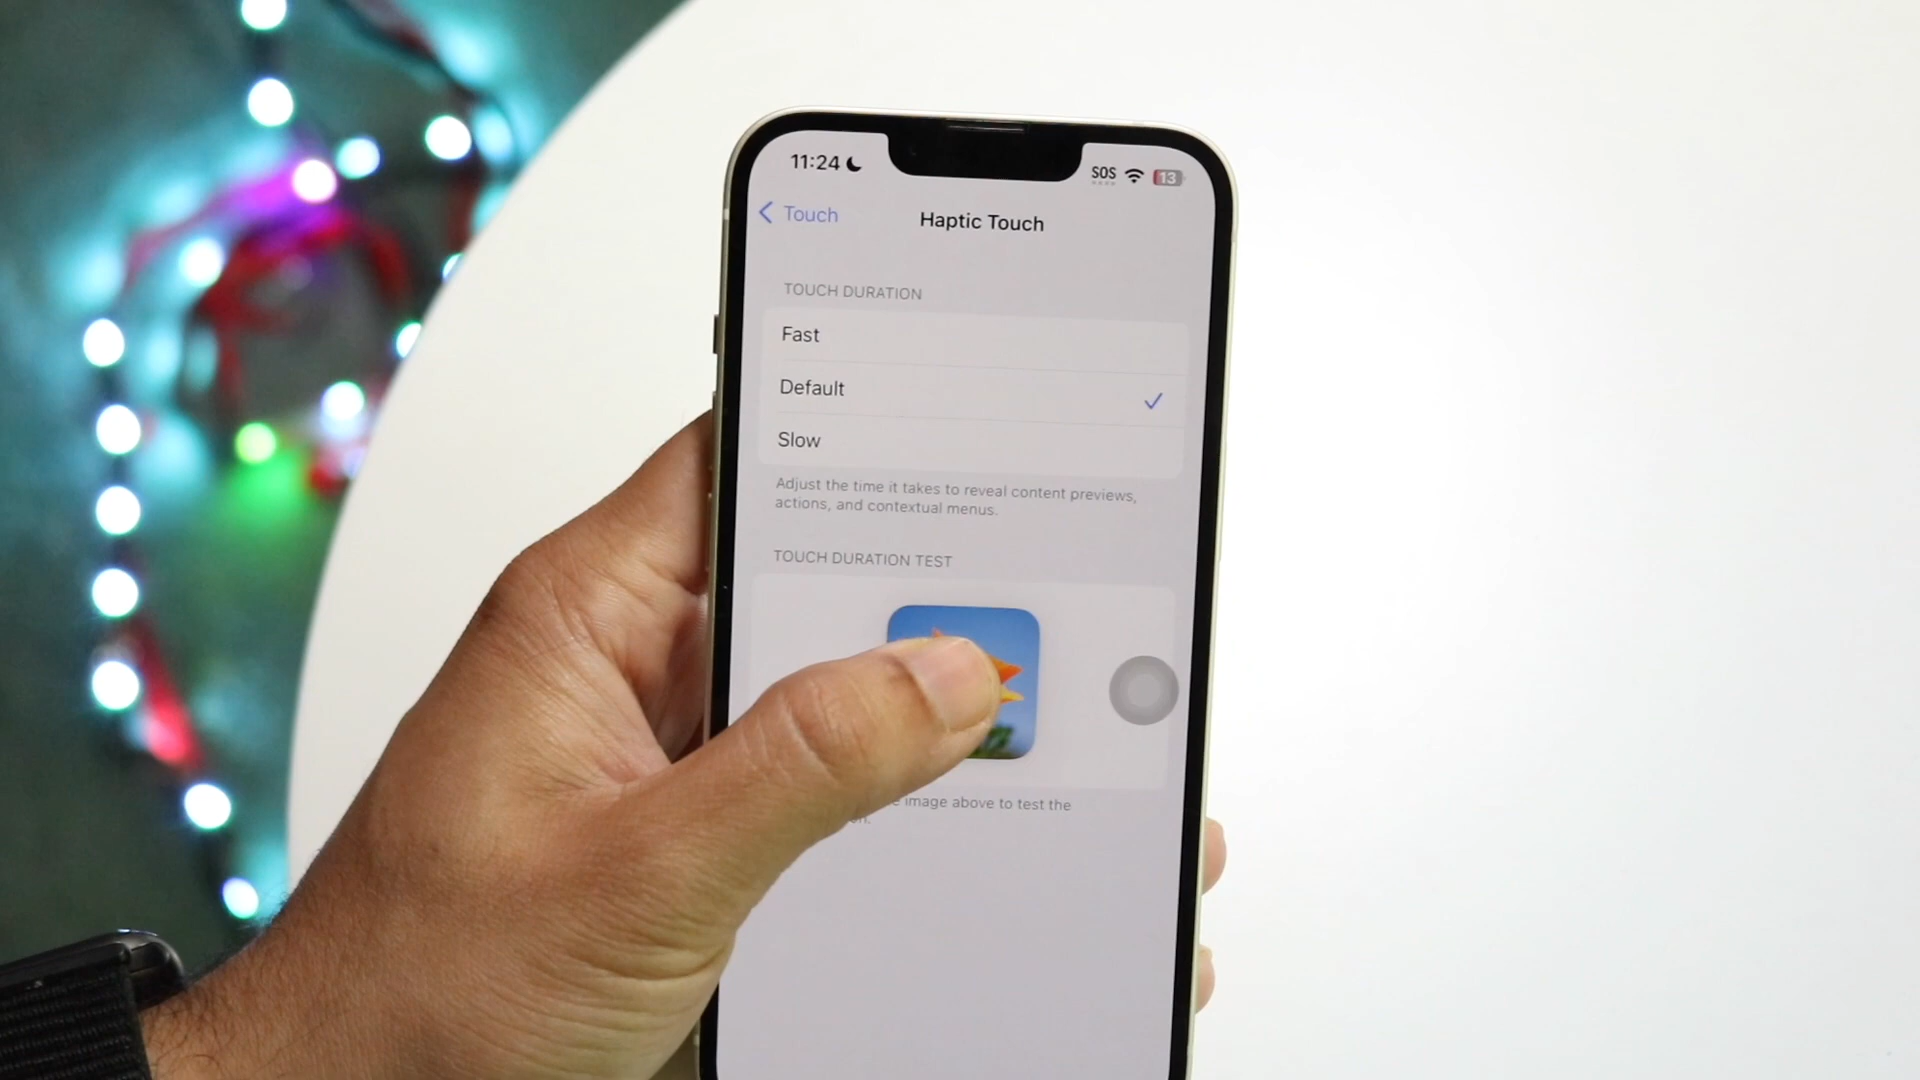 11:24
SOS
13
Touch
Haptic Touch
TOUCH DURATION
Fast
Default
Slow
Adjust the time it takes to reveal content previews,
actions, and contextual menus.
TOUCH DURATION TEST
image above to test the